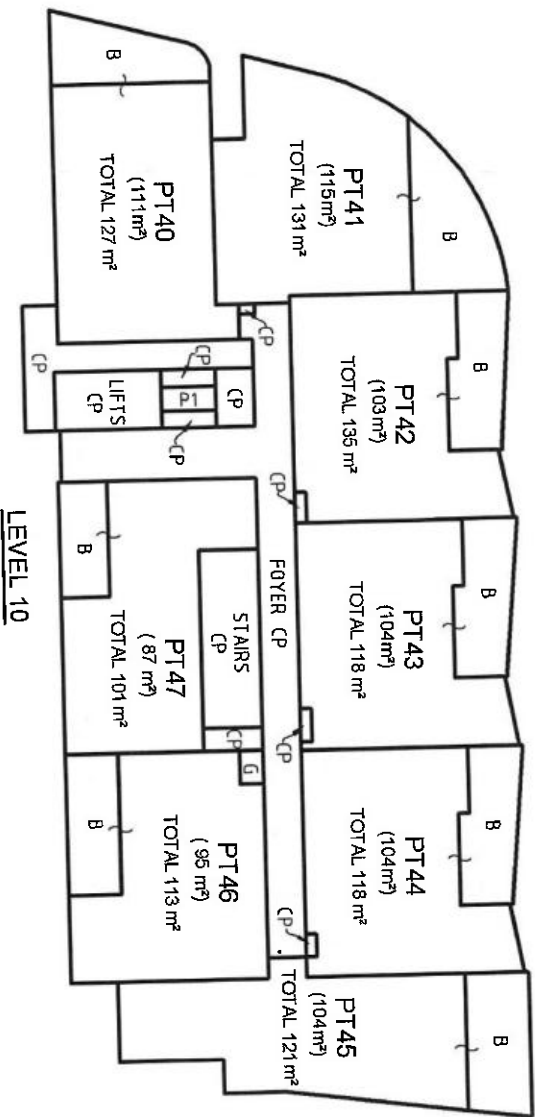 B
PT40
(111m²)
TOTAL 127 m²
PT41
(115m²)
TOTAL 131 m²
B
CP
CP
LIFTS
CP
CP
P1
CP
CP
PT42
(103m²)
TOTAL 135 m²
B
CP
FOYER CP
PT43
(104m²)
TOTAL 118 m²
B
CP
STAIRS
CP
B
PT47
( 87 m²)
TOTAL 101 m²
CP
G
PT44
(104m²)
TOTAL 118 m²
B
CP
PT46
( 95 m²)
TOTAL 113 m²
B
PT45
(104m²)
TOTAL 121m²
B
LEVEL 10